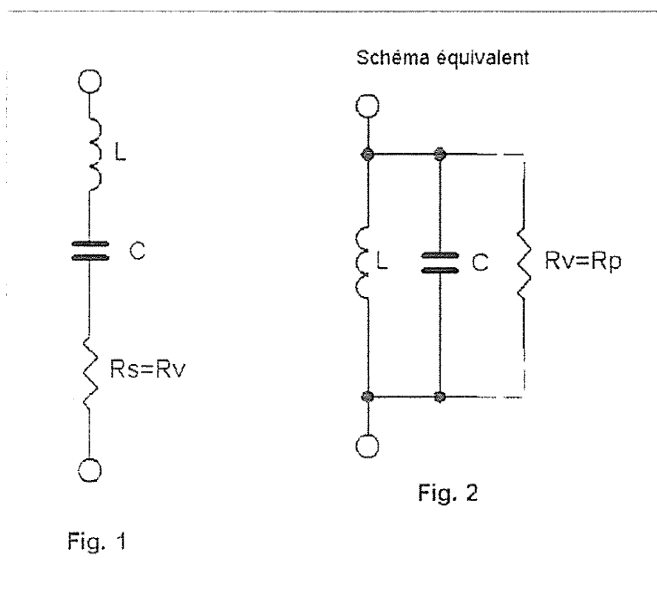 Schéma équivalent
L
C
Rs=Rv
Fig. 1
L
C
Rv=Rp
Fig. 2